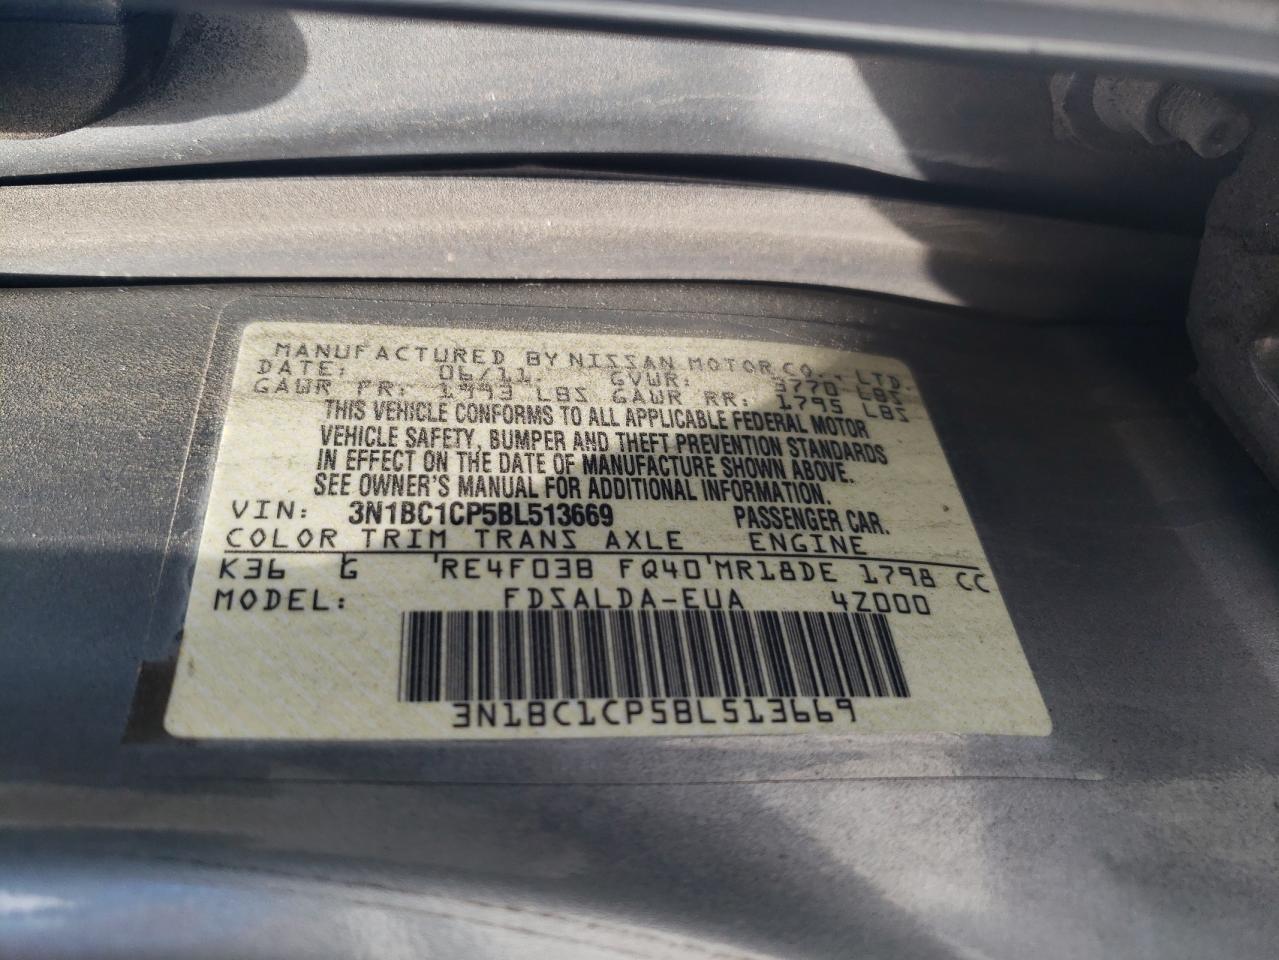 MANUFACTURED BY NISSAN MOTOR CO., LTD.
DATE: 06/11. GVWR: 3770 LBS
GAWR FR: 1993 LBS GAWR RR: 1795 LBS
THIS VEHICLE CONFORMS TO ALL APPLICABLE FEDERAL MOTOR
VEHICLE SAFETY, BUMPER AND THEFT PREVENTION STANDARDS
IN EFFECT ON THE DATE OF MANUFACTURE SHOWN ABOVE.
SEE OWNER'S MANUAL FOR ADDITIONAL INFORMATION.
VIN: 3N1BC1CP5BL513669 PASSENGER CAR.
COLOR TRIM TRANS AXLE ENGINE
K36 G RE4F03B FQ40 MR18DE 1798 CC
MODEL: FDSALDA-EUA 4Z000
3N1BC1CP5BL513669